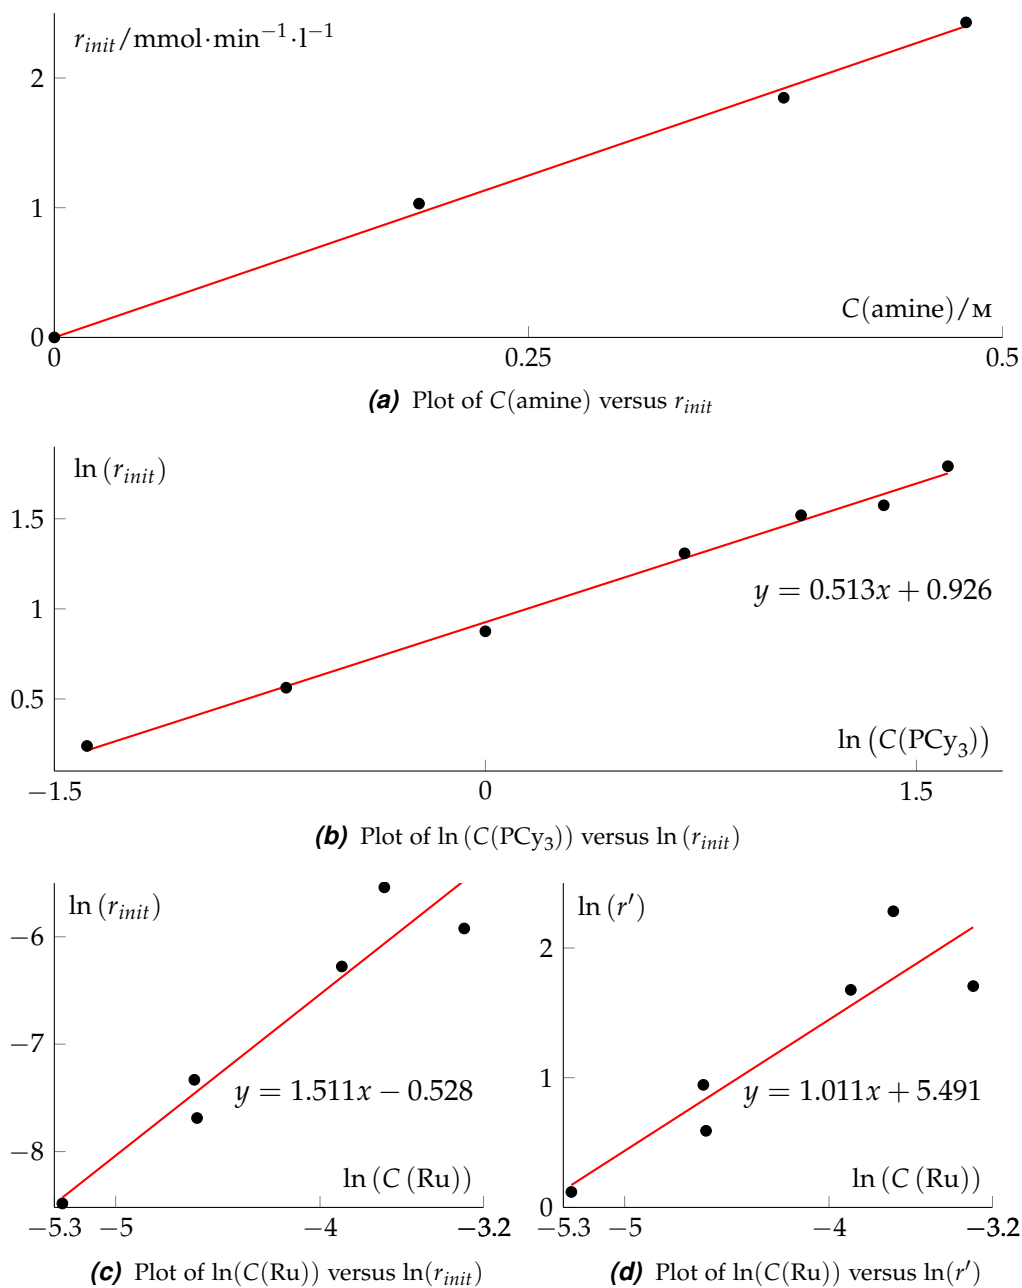 r_init/mmol·min⁻¹·l⁻¹
2
1
0
C(amine)/M
0 0.25 0.5
(a) Plot of C(amine) versus r_init
ln (r_init)
1.5
y = 0.513x + 0.926
1
0.5
ln (C(PCy₃))
−1.5 0 1.5
(b) Plot of ln (C(PCy₃)) versus ln (r_init)
ln (r_init)
−6
−7
y = 1.511x − 0.528
−8
ln (C (Ru))
−5.3 −5 −4 −3.2
(c) Plot of ln(C(Ru)) versus ln(r_init)
ln (r′)
2
1
y = 1.011x + 5.491
ln (C (Ru))
0
−5.3 −5 −4 −3.2
(d) Plot of ln(C(Ru)) versus ln(r′)